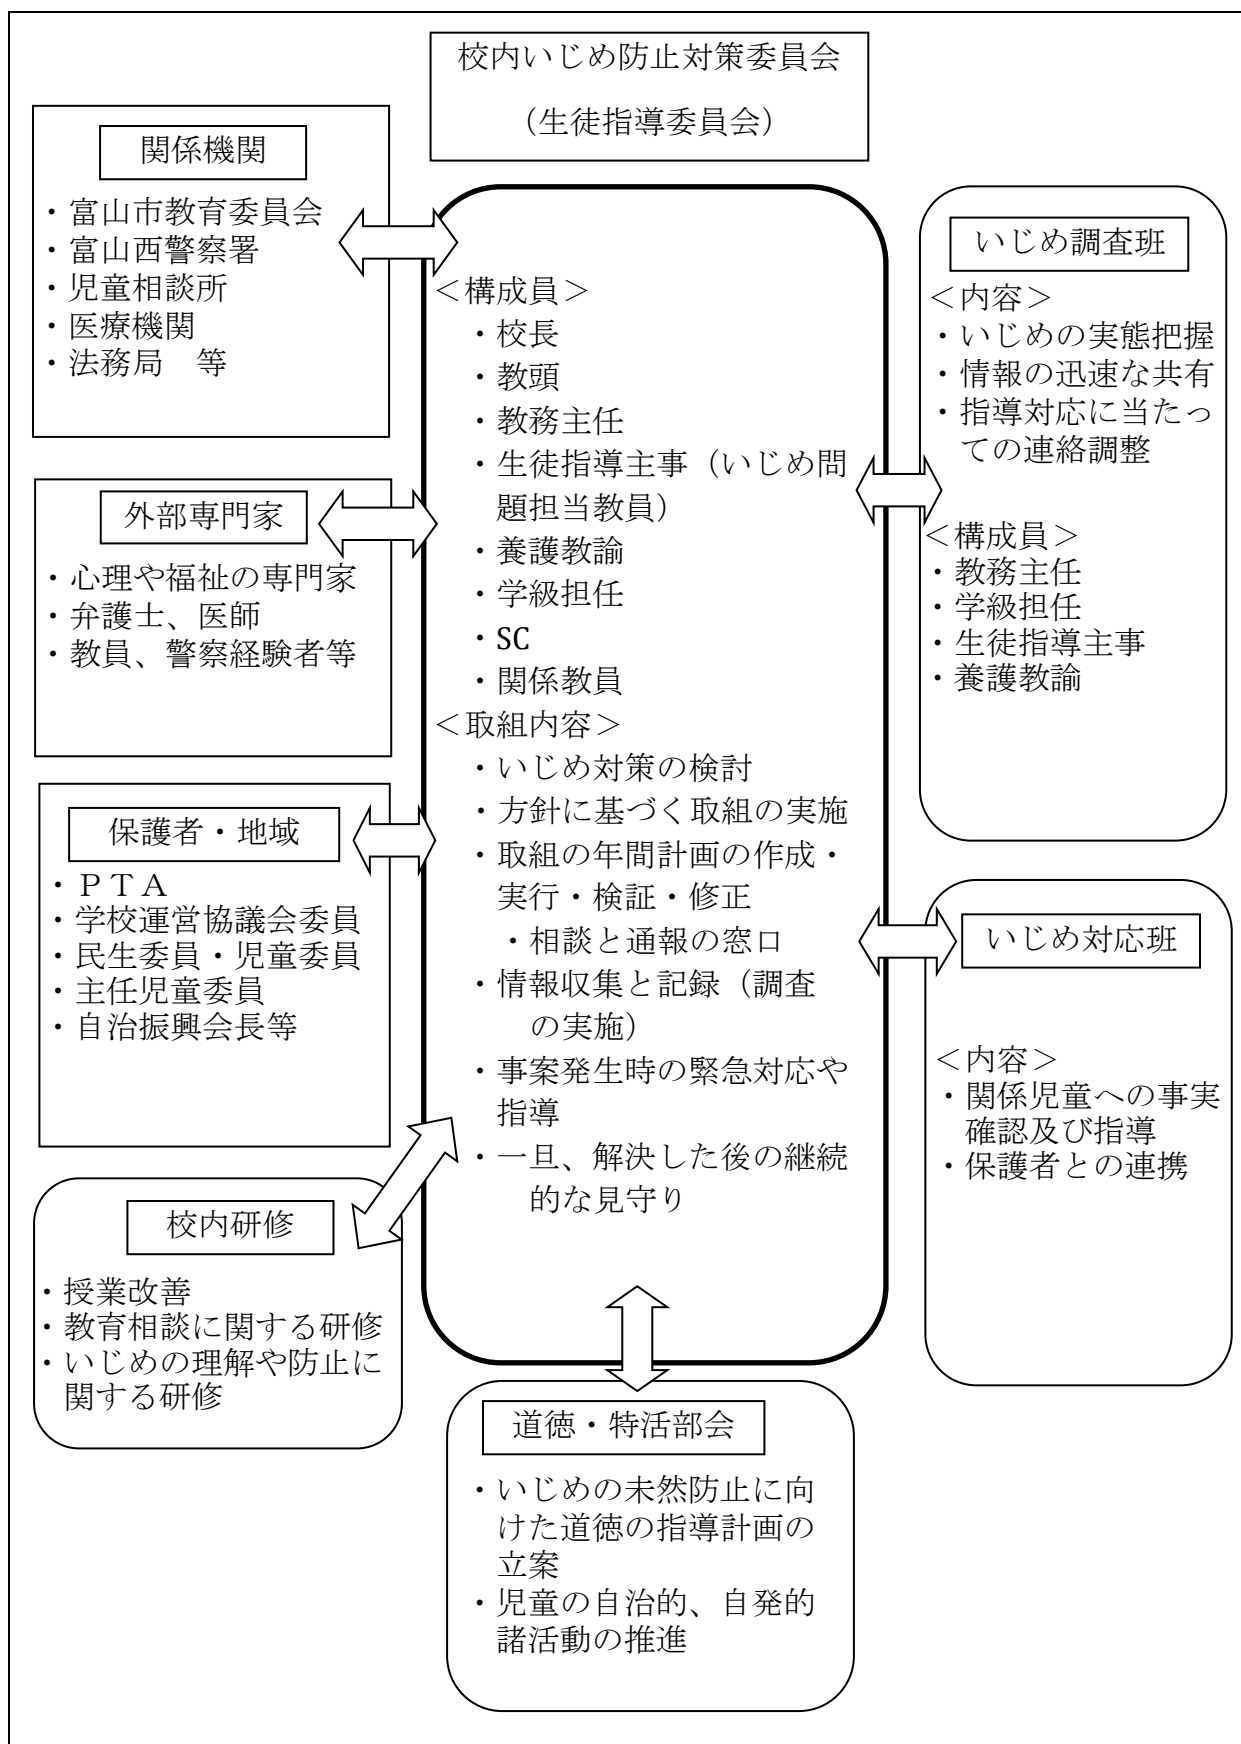 校内いじめ防止対策委員会
（生徒指導委員会）
関係機関
・富山市教育委員会
・富山西警察署
・児童相談所
・医療機関
・法務局　等
外部専門家
・心理や福祉の専門家
・弁護士、医師
・教員、警察経験者等
保護者・地域
・ＰＴＡ
・学校運営協議会委員
・民生委員・児童委員
・主任児童委員
・自治振興会長等
校内研修
・授業改善
・教育相談に関する研修
・いじめの理解や防止に
関する研修
＜構成員＞
・校長
・教頭
・教務主任
・生徒指導主事（いじめ問
題担当教員）
・養護教諭
・学級担任
・SC
・関係教員
＜取組内容＞
・いじめ対策の検討
・方針に基づく取組の実施
・取組の年間計画の作成・
実行・検証・修正
・相談と通報の窓口
・情報収集と記録（調査
の実施）
・事案発生時の緊急対応や
指導
・一旦、解決した後の継続
的な見守り
いじめ調査班
＜内容＞
・いじめの実態把握
・情報の迅速な共有
・指導対応に当たっ
ての連絡調整
＜構成員＞
・教務主任
・学級担任
・生徒指導主事
・養護教諭
いじめ対応班
＜内容＞
・関係児童への事実
確認及び指導
・保護者との連携
道徳・特活部会
・いじめの未然防止に向
けた道徳の指導計画の
立案
・児童の自治的、自発的
諸活動の推進